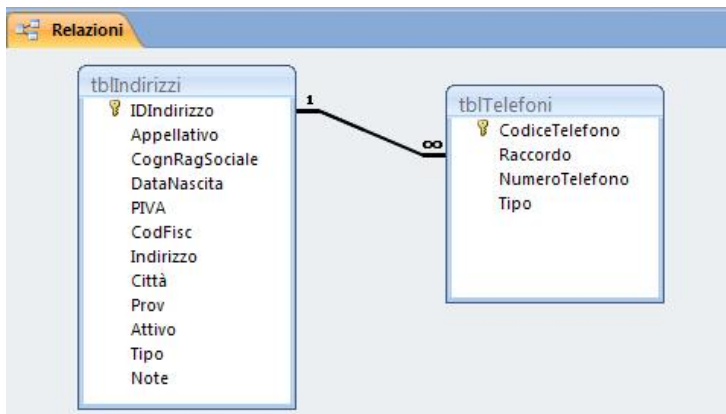 Relazioni
tblIndirizzi
IDIndirizzo
Appellativo
CognRagSociale
DataNascita
PIVA
CodFisc
Indirizzo
Città
Prov
Attivo
Tipo
Note
1
∞
tblTelefoni
CodiceTelefono
Raccordo
NumeroTelefono
Tipo